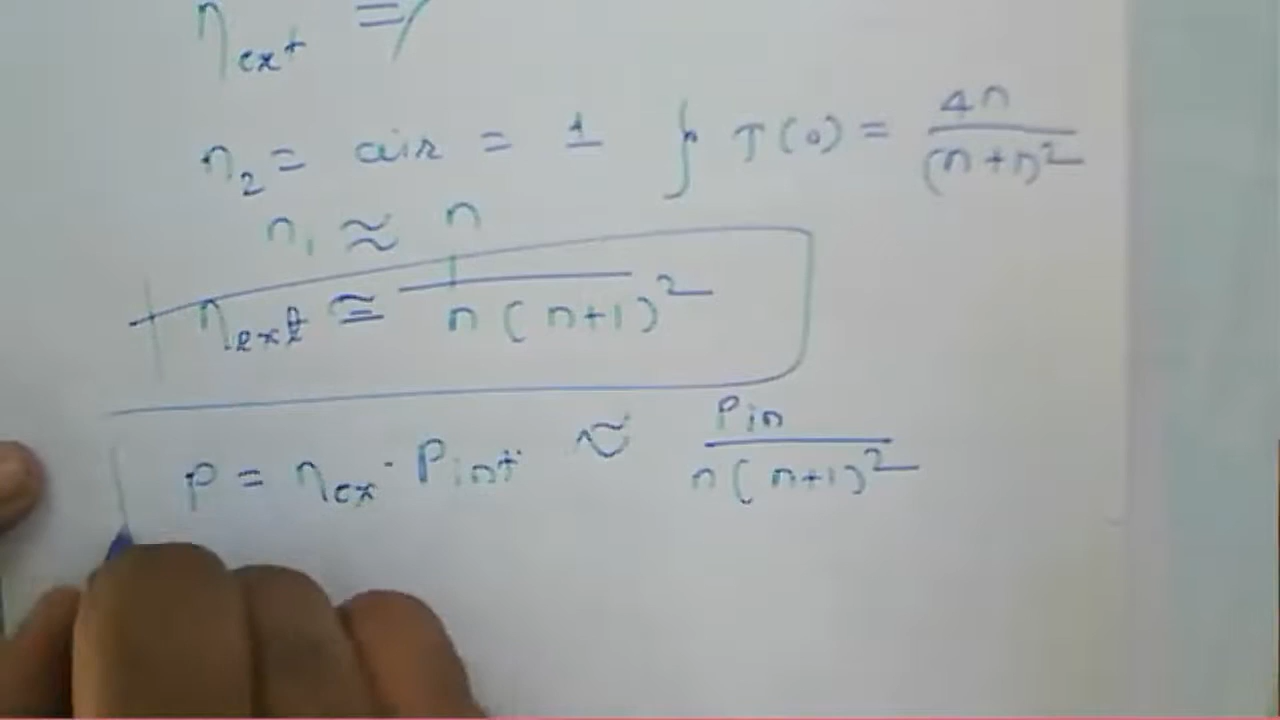 η_ext ⇒
n_2 = air = 1 } T(0) = 4n / (n+1)^2
n_1 ≈ n
η_ext ≅ 1 / n(n+1)^2
P = η_ex · P_int ≈ P_in / n(n+1)^2